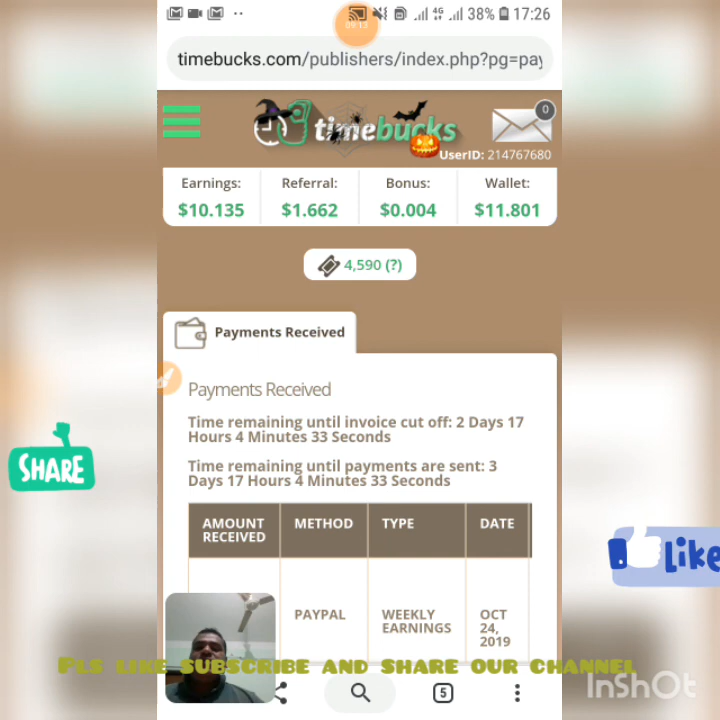 38% 17:26
09:13
timebucks.com/publishers/index.php?pg=pay
timebucks
0
UserID: 214767680
Earnings: Referral: Bonus: Wallet:
$10.135 $1.662 $0.004 $11.801
4,590 (?)
Payments Received
Payments Received
Time remaining until invoice cut off: 2 Days 17
Hours 4 Minutes 33 Seconds
Time remaining until payments are sent: 3
Days 17 Hours 4 Minutes 33 Seconds
AMOUNT RECEIVED METHOD TYPE DATE
PAYPAL WEEKLY EARNINGS OCT 24, 2019
SHARE
Like
PLS LIKE SUBSCRIBE AND SHARE OUR CHANNEL
5
InShOt